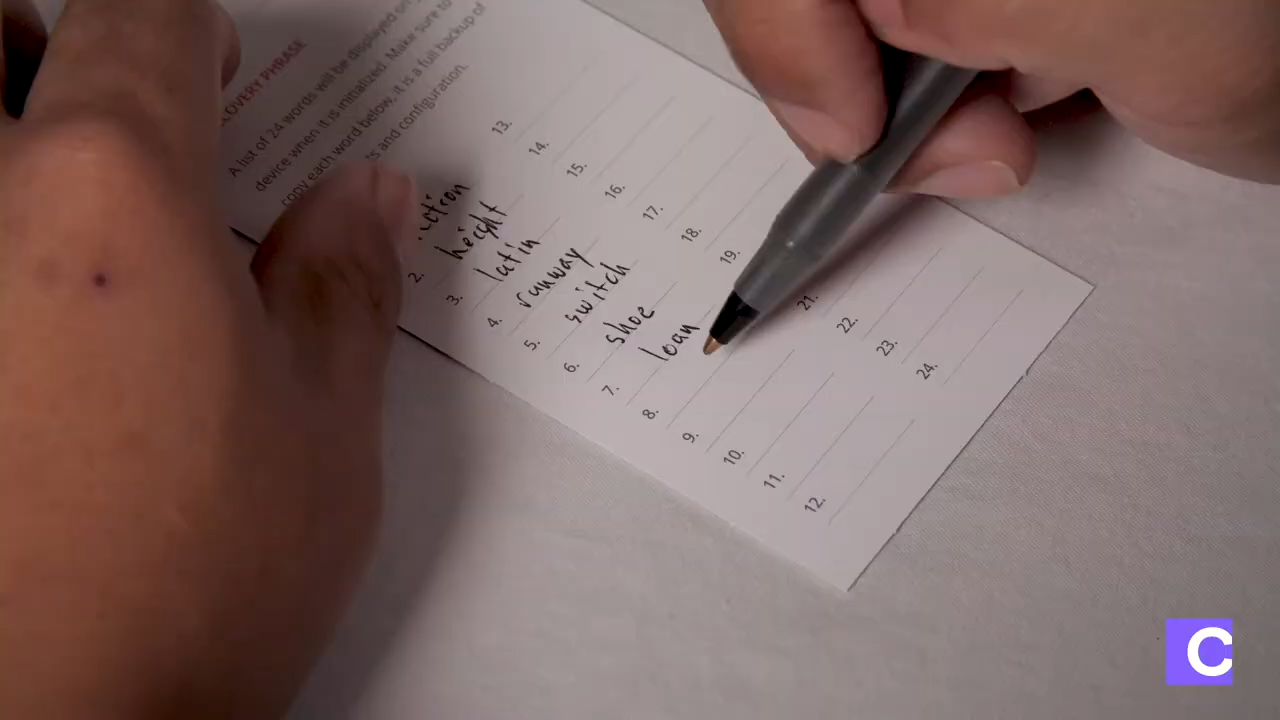 PHRASE
A list of 24 words will be displayed on
device when it is initialized. Make sure to
copy each word below, it is a full backup of
and configuration.
2. height
3. latin
4. runway
5. switch
6. shoe
7. loan
8.
9.
10.
11.
12.
13.
14.
15.
16.
17.
18.
19.
21.
22.
23.
24.
C